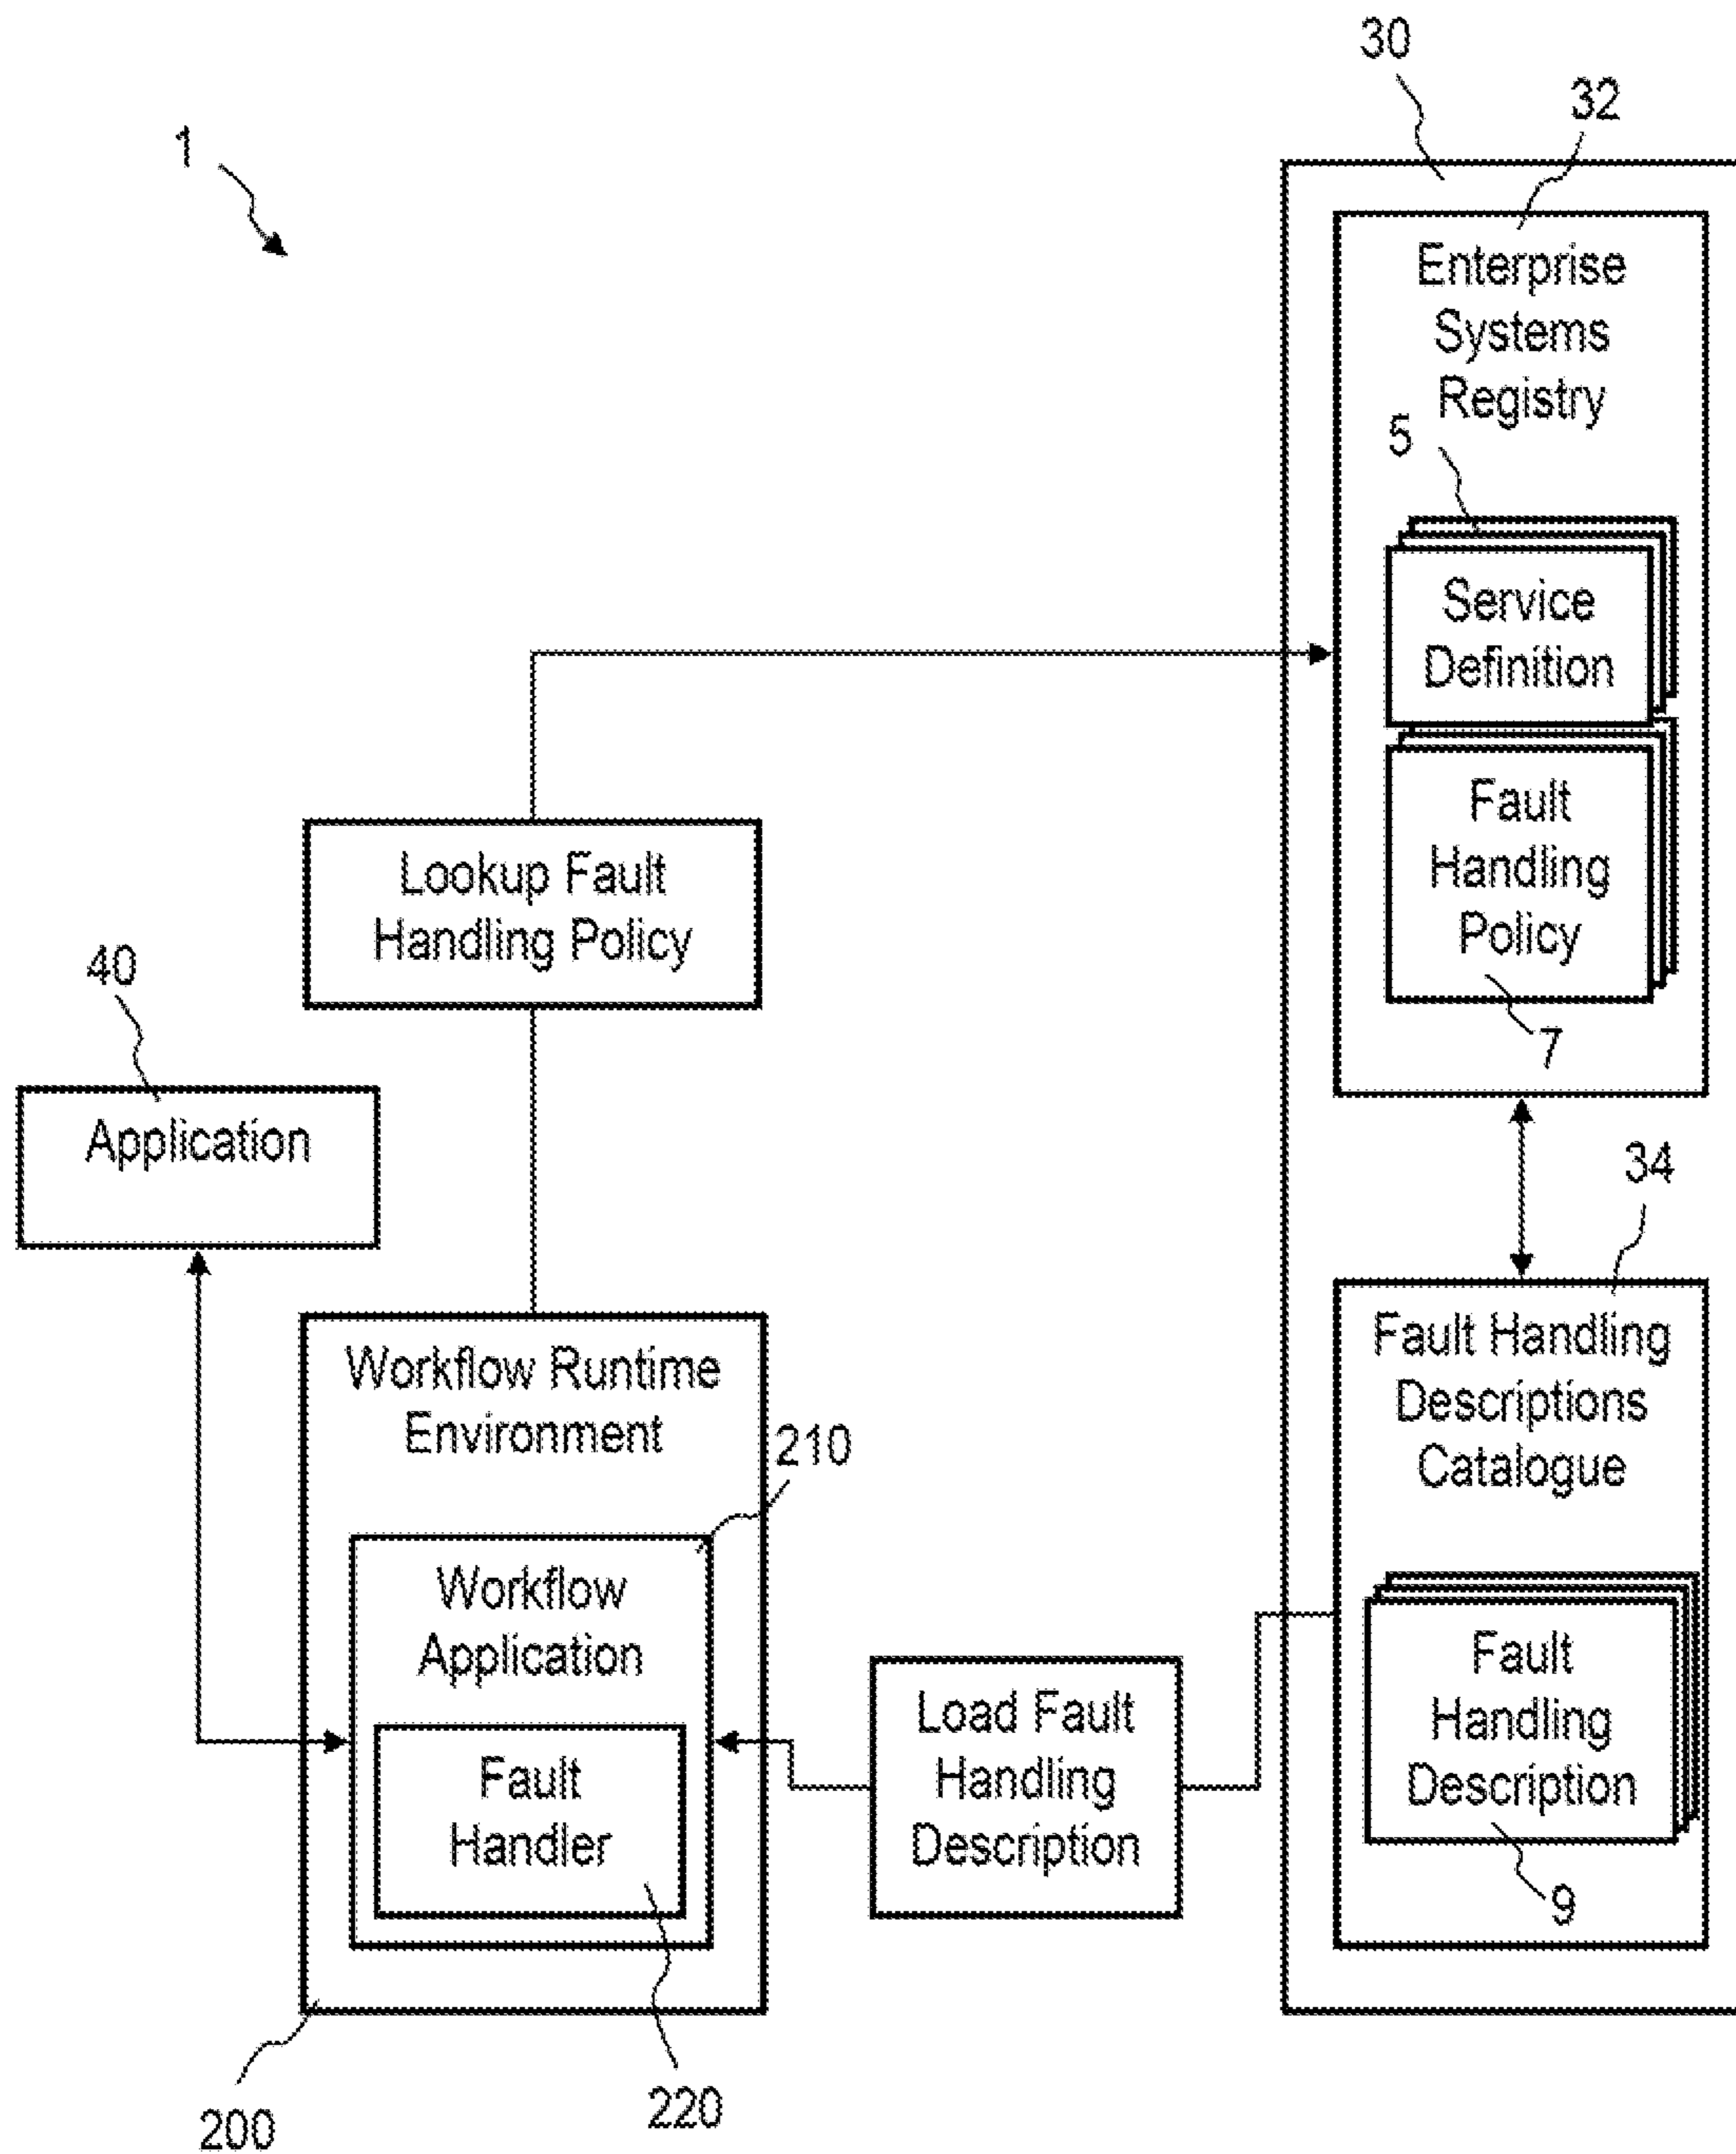 30
32
1
Enterprise
Systems
Registry
5
Service
Definition
Fault
Handling
Policy
7
Lookup Fault
Handling Policy
40
Application
34
Fault Handling
Descriptions
Catalogue
Workflow Runtime
Environment
210
Workflow
Application
Fault
Handler
Load Fault
Handling
Description
Fault
Handling
Description
9
220
200